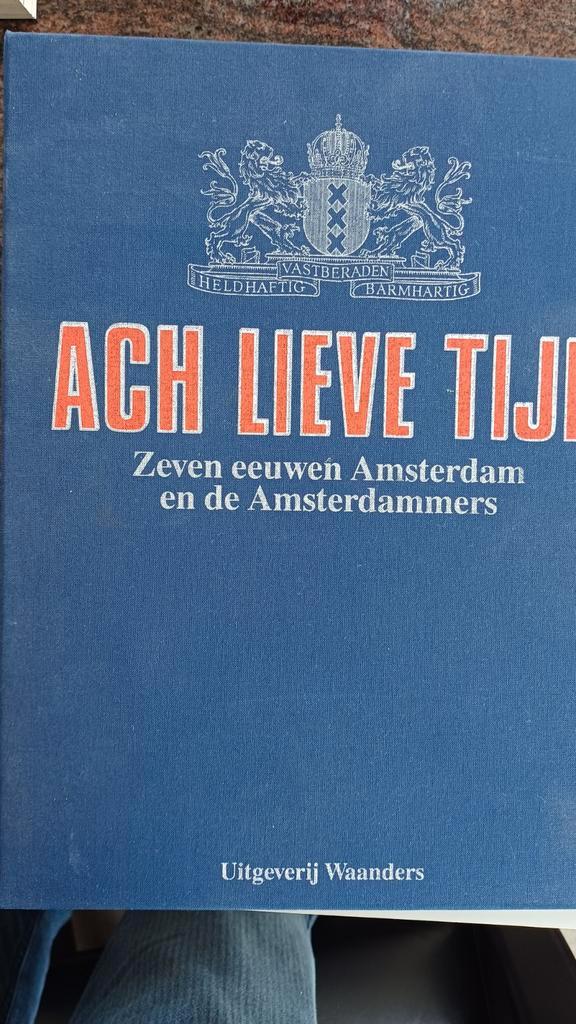 VASTBERADEN
HELDHAFTIG BARMHARTIG
ACH LIEVE TIJ
Zeven eeuwen Amsterdam
en de Amsterdammers
Uitgeverij Waanders